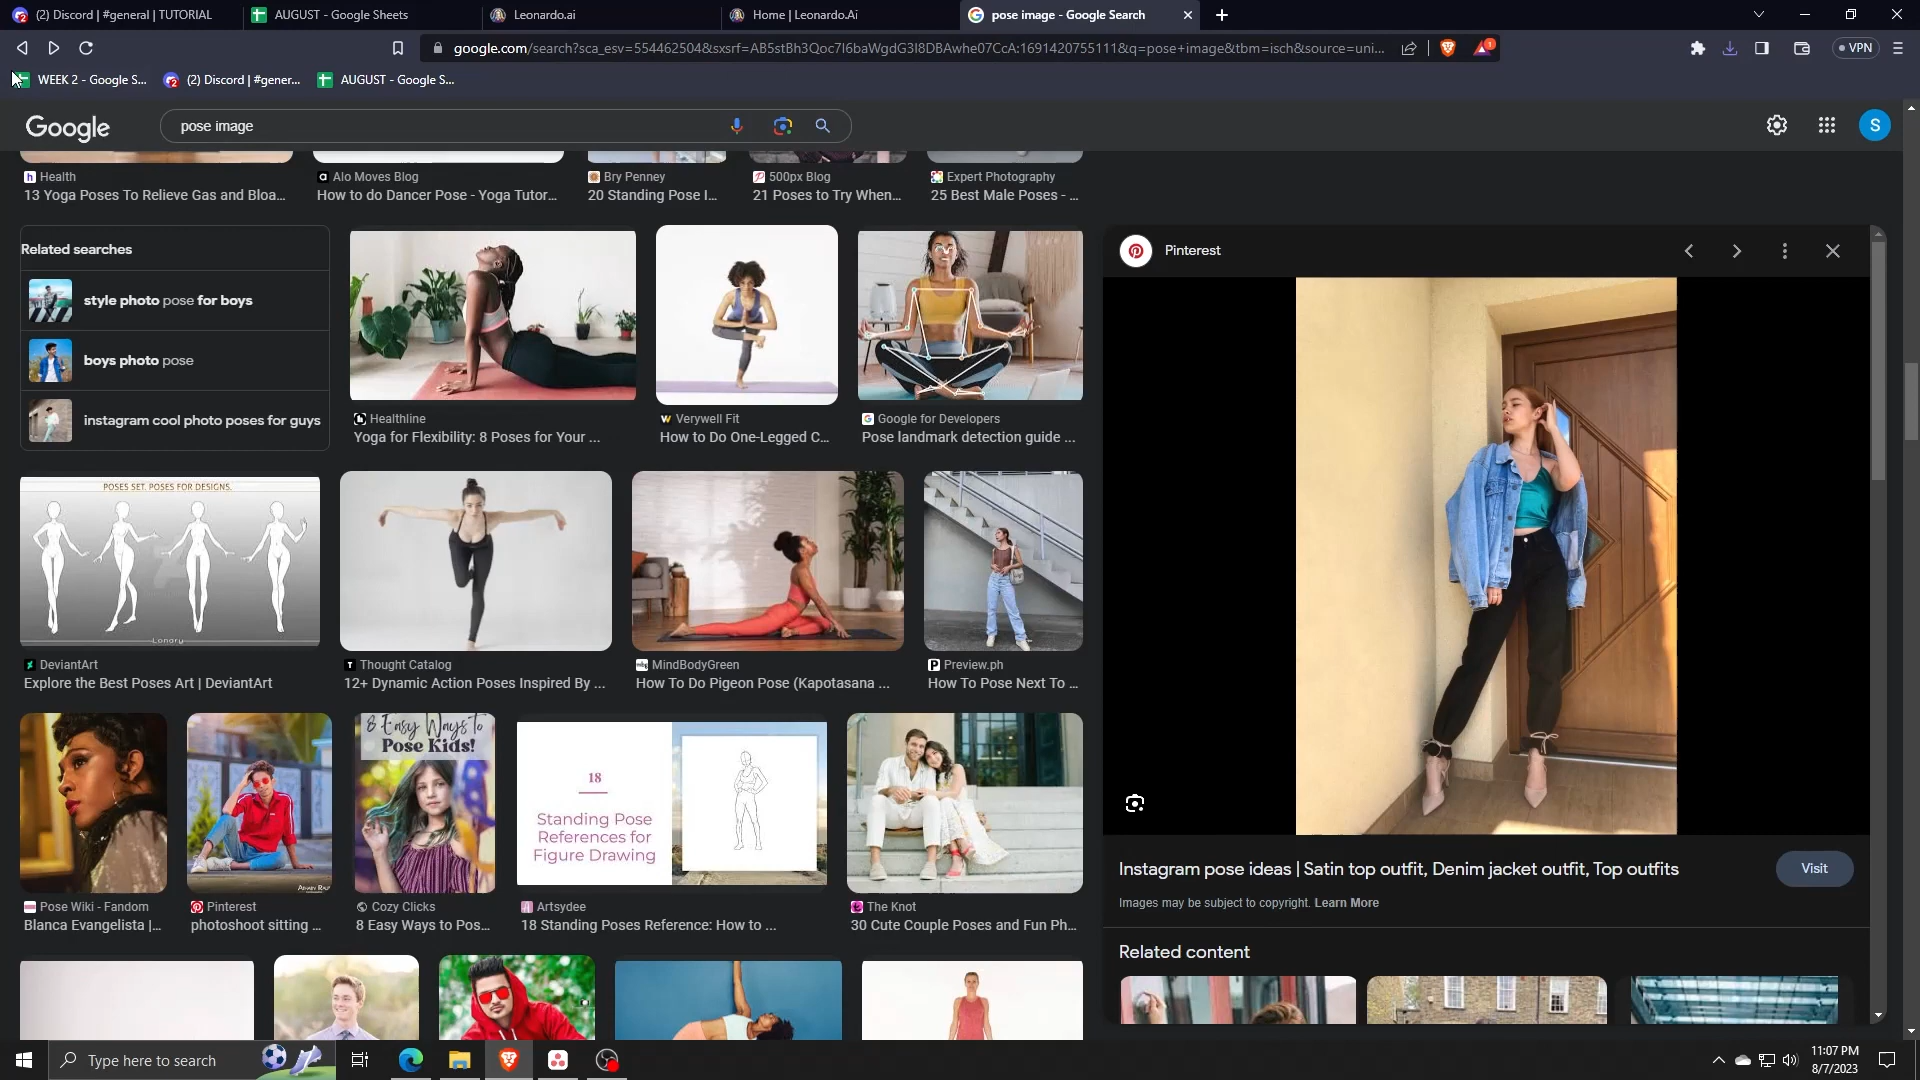 (2) Discord | #general | TUTORIAL
AUGUST - Google Sheets
Leonardo.ai
Home | Leonardo.Ai
pose image - Google Search
google.com/search?sca_esv=554462504&sxsrf=AB5stBh3Qoc7I6baWgdG3I8DBAwhe07CcA:1691420755111&q=pose+image&tbm=isch&source=uni...
1
VPN
WEEK 2 - Google S...
(2) Discord | #gener...
AUGUST - Google S...
Google
pose image
S
Health
13 Yoga Poses To Relieve Gas and Bloa...
Alo Moves Blog
How to do Dancer Pose - Yoga Tutor...
Bry Penney
20 Standing Pose I...
500px Blog
21 Poses to Try When...
Expert Photography
25 Best Male Poses - ...
Related searches
style photo pose for boys
boys photo pose
instagram cool photo poses for guys
Healthline
Yoga for Flexibility: 8 Poses for Your ...
Verywell Fit
How to Do One-Legged C...
Google for Developers
Pose landmark detection guide ...
POSES SET. POSES FOR DESIGNS.
DeviantArt
Explore the Best Poses Art | DeviantArt
Thought Catalog
12+ Dynamic Action Poses Inspired By ...
MindBodyGreen
How To Do Pigeon Pose (Kapotasana ...
Preview.ph
How To Pose Next To ...
8 Easy Ways to
Pose Kids!
18
Standing Pose
References for
Figure Drawing
Pose Wiki - Fandom
Blanca Evangelista |...
Pinterest
photoshoot sitting ...
Cozy Clicks
8 Easy Ways to Pos...
Artsydee
18 Standing Poses Reference: How to ...
The Knot
30 Cute Couple Poses and Fun Ph...
Pinterest
Instagram pose ideas | Satin top outfit, Denim jacket outfit, Top outfits
Visit
Images may be subject to copyright. Learn More
Related content
Type here to search
11:07 PM
8/7/2023